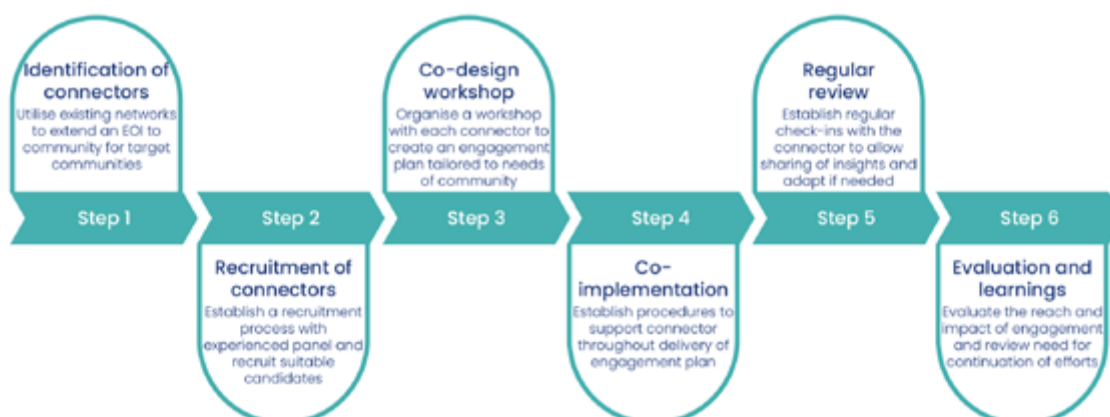 Identification of
connectors
Utilise existing networks
to extend an EOI to
community for target
communities
Step 1
Step 2
Recruitment of
connectors
Establish a recruitment
process with
experienced panel and
recruit suitable
candidates
Co-design
workshop
Organise a workshop
with each connector to
create an engagement
plan tailored to needs
of community
Step 3
Step 4
Co-
implementation
Establish procedures to
support connector
throughout delivery of
engagement plan
Regular
review
Establish regular
check-ins with the
connector to allow
sharing of insights and
adapt if needed
Step 5
Step 6
Evaluation and
learnings
Evaluate the reach and
impact of engagement
and review need for
continuation of efforts